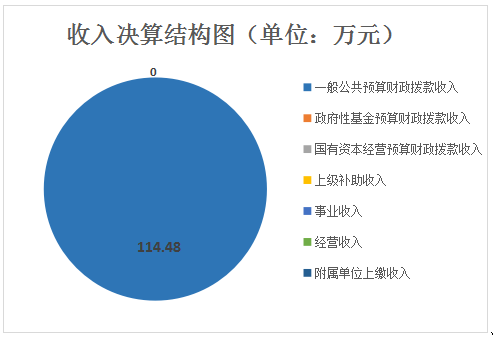 收入决算结构图（单位：万元）
0
114.48
一般公共预算财政拨款收入
政府性基金预算财政拨款收入
国有资本经营预算财政拨款收入
上级补助收入
事业收入
经营收入
附属单位上缴收入
、